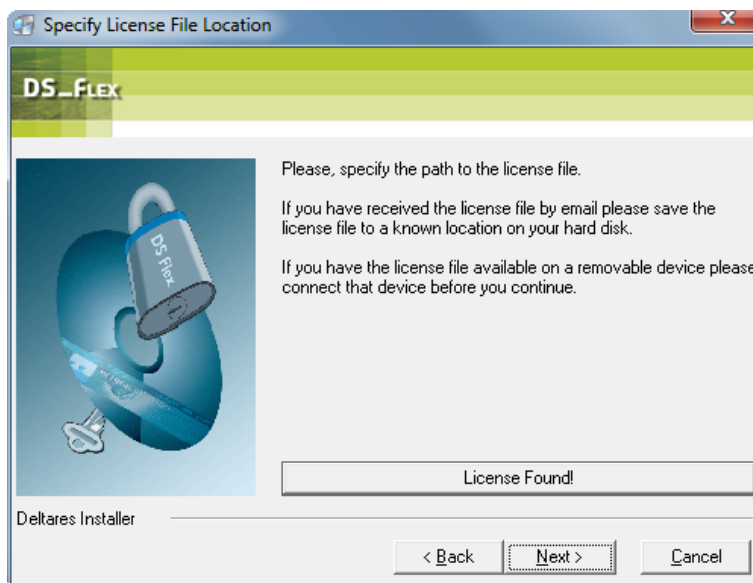 Specify License File Location
DS_FLEX
Please, specify the path to the license file.
If you have received the license file by email please save the
license file to a known location on your hard disk.
If you have the license file available on a removable device please
connect that device before you continue.
DS Flex
License Found!
Deltares Installer
< Back
Next >
Cancel